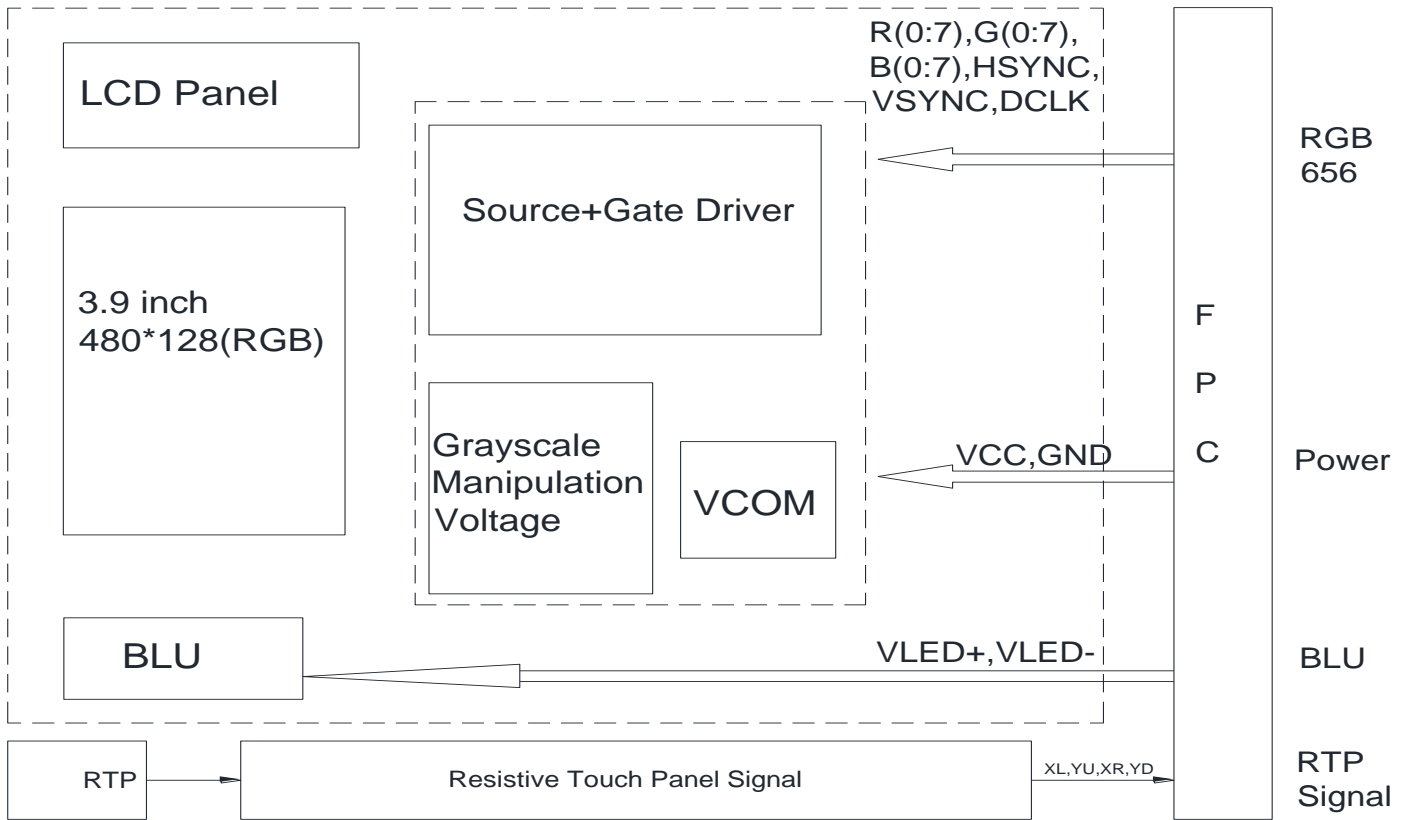 R(0:7),G(0:7),
B(0:7),HSYNC,
VSYNC,DCLK
LCD Panel
RGB
656
Source+Gate Driver
3.9 inch
480*128(RGB)
F
P
C
Grayscale
Manipulation
Voltage
VCOM
VCC,GND
Power
BLU
VLED+,VLED-
BLU
RTP
Resistive Touch Panel Signal
XL,YU,XR,YD
RTP
Signal